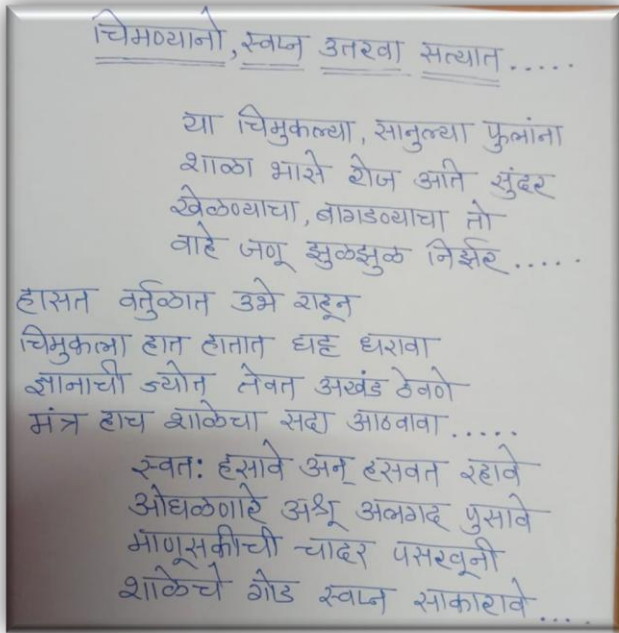 चिमण्यानो, स्वप्न उतरवा सत्यात.....
या चिमुकल्या, सानुल्या फुलांना
शाळा भासे रोज अति सुंदर
खेळण्याचा, बागडण्याचा तो
वाहे जणू झुळझुळ निर्झर.....
हासत वर्तुळात उभे राहून
चिमुकला हात हातात घट्ट धरावा
ज्ञानाची ज्योत तेवत अखंड ठेवणे
मंत्र हाच शाळेचा सदा आठवावा.....
स्वत: हसावे अन् हसवत रहावे
ओघळणारे अश्रू अलगद पुसावे
माणूसकीची चादर पसरवूनी
शाळेचे गोड स्वप्न साकारावे....